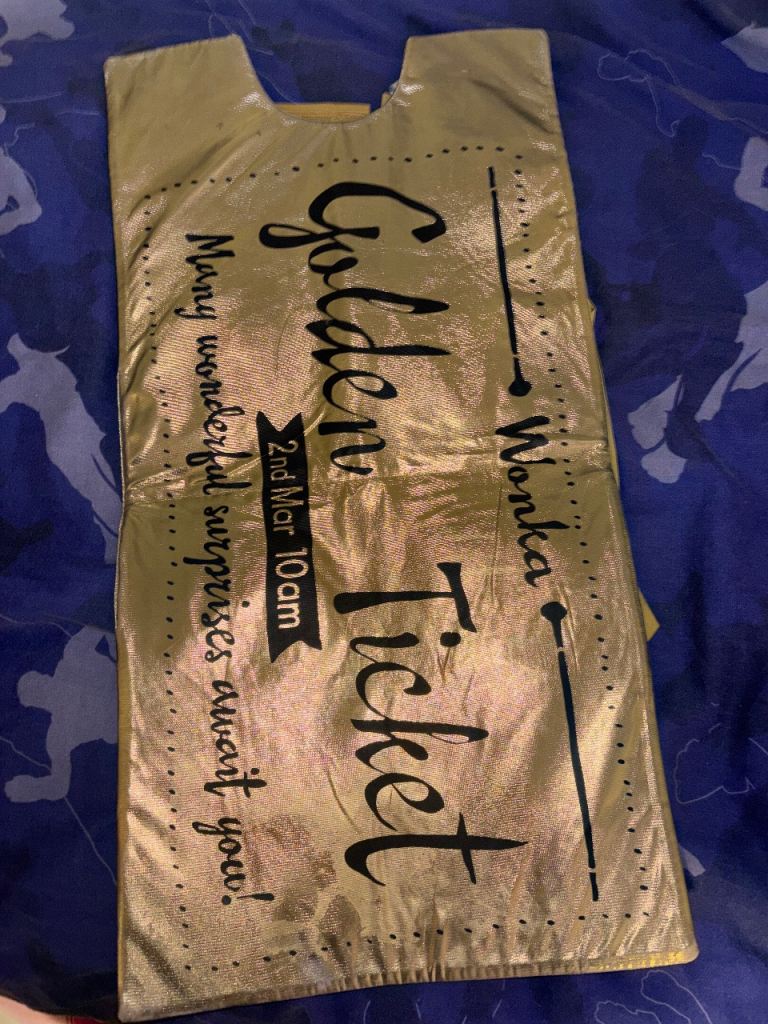 Wonka
Golden Ticket
2nd Mar 10am
Many wonderful surprises await you!